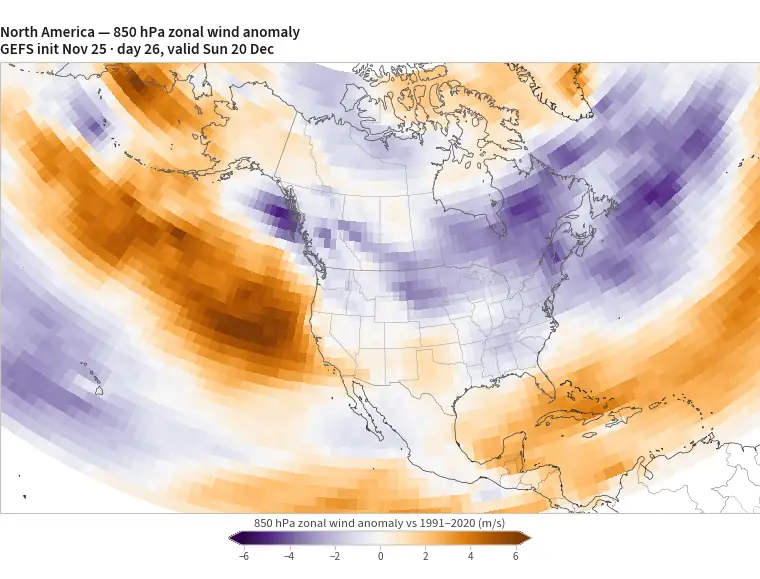 North America — 850 hPa zonal wind anomaly
GEFS init Nov 25 · day 26, valid Sun 20 Dec
850 hPa zonal wind anomaly vs 1991–2020 (m/s)
−6 −4 −2 0 2 4 6